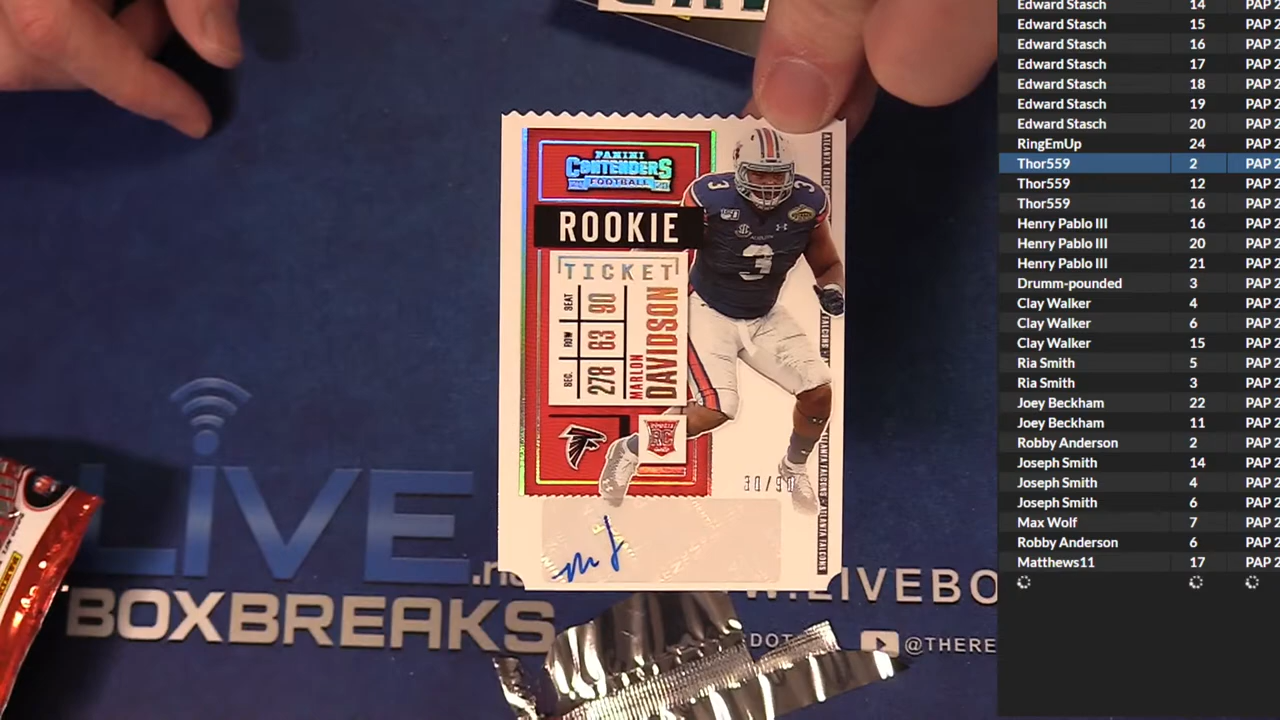 Edward Stasch 14 PAP 2
Edward Stasch 15 PAP 2
Edward Stasch 16 PAP 2
Edward Stasch 17 PAP 2
Edward Stasch 18 PAP 2
Edward Stasch 19 PAP 2
Edward Stasch 20 PAP 2
RingEmUp 24 PAP 2
Thor559 2 PAP 2
Thor559 12 PAP 2
Thor559 16 PAP 2
Henry Pablo III 16 PAP 2
Henry Pablo III 20 PAP 2
Henry Pablo III 21 PAP 2
Drumm-pounded 3 PAP 2
Clay Walker 4 PAP 2
Clay Walker 6 PAP 2
Clay Walker 15 PAP 2
Ria Smith 5 PAP 2
Ria Smith 3 PAP 2
Joey Beckham 22 PAP 2
Joey Beckham 11 PAP 2
Robby Anderson 2 PAP 2
Joseph Smith 14 PAP 2
Joseph Smith 4 PAP 2
Joseph Smith 6 PAP 2
Max Wolf 7 PAP 2
Robby Anderson 6 PAP 2
Matthews11 17 PAP 2
PANINI
CONTENDERS
FOOTBALL
ROOKIE
TICKET
SEAT 90
ROW 63
SEC. 278
MARLON
DAVIDSON
3
3
3
RC
ATLANTA FALCONS
ATLANTA FALCONS
LIVE
BOXBREAKS
.LIVEBO
@THERE